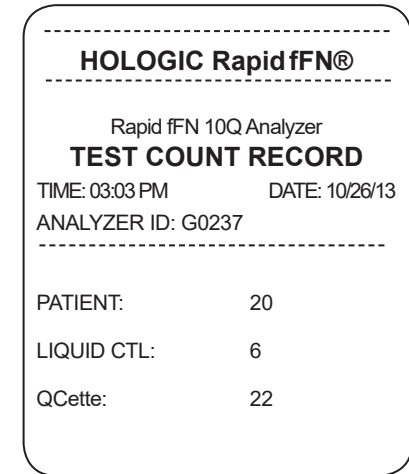 HOLOGIC Rapid fFN®
Rapid fFN 10Q Analyzer
TEST COUNT RECORD
TIME: 03:03 PM DATE: 10/26/13
ANALYZER ID: G0237
PATIENT: 20
LIQUID CTL: 6
QCette: 22